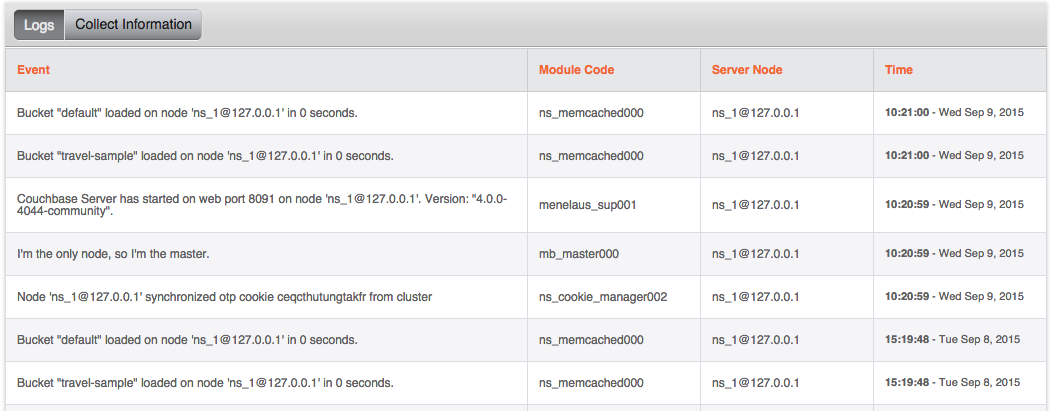 Logs Collect Information
Event Module Code Server Node Time
Bucket "default" loaded on node 'ns_1@127.0.0.1' in 0 seconds. ns_memcached000 ns_1@127.0.0.1 10:21:00 - Wed Sep 9, 2015
Bucket "travel-sample" loaded on node 'ns_1@127.0.0.1' in 0 seconds. ns_memcached000 ns_1@127.0.0.1 10:21:00 - Wed Sep 9, 2015
Couchbase Server has started on web port 8091 on node 'ns_1@127.0.0.1'. Version: "4.0.0-
4044-community". menelaus_sup001 ns_1@127.0.0.1 10:20:59 - Wed Sep 9, 2015
I'm the only node, so I'm the master. mb_master000 ns_1@127.0.0.1 10:20:59 - Wed Sep 9, 2015
Node 'ns_1@127.0.0.1' synchronized otp cookie ceqcthutungtakfr from cluster ns_cookie_manager002 ns_1@127.0.0.1 10:20:59 - Wed Sep 9, 2015
Bucket "default" loaded on node 'ns_1@127.0.0.1' in 0 seconds. ns_memcached000 ns_1@127.0.0.1 15:19:48 - Tue Sep 8, 2015
Bucket "travel-sample" loaded on node 'ns_1@127.0.0.1' in 0 seconds. ns_memcached000 ns_1@127.0.0.1 15:19:48 - Tue Sep 8, 2015